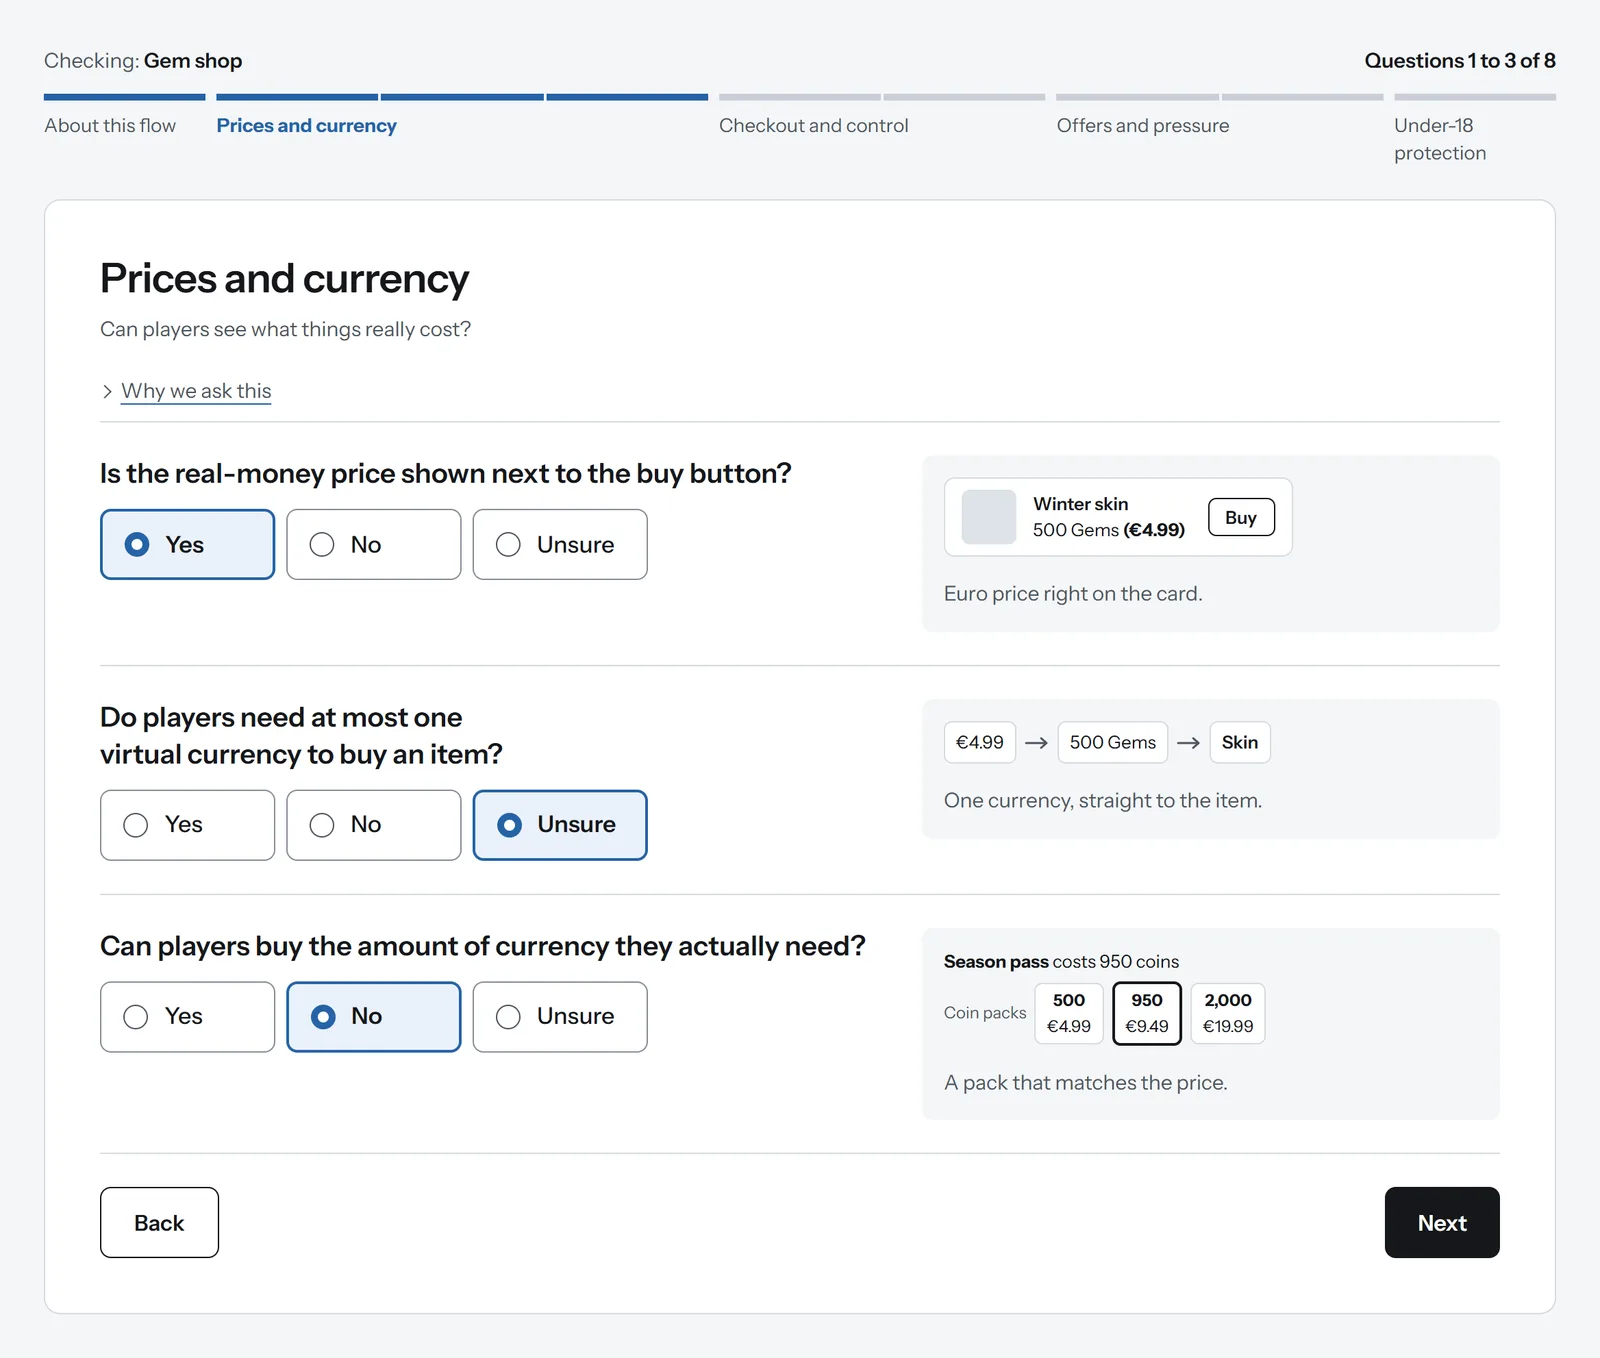 Checking: Gem shop
Questions 1 to 3 of 8
About this flow
Prices and currency
Checkout and control
Offers and pressure
Under-18
protection
Prices and currency
Can players see what things really cost?
Why we ask this
Is the real-money price shown next to the buy button?
Yes
No
Unsure
Winter skin
500 Gems (€4.99)
Buy
Euro price right on the card.
Do players need at most one
virtual currency to buy an item?
Yes
No
Unsure
€4.99
500 Gems
Skin
One currency, straight to the item.
Can players buy the amount of currency they actually need?
Yes
No
Unsure
Season pass costs 950 coins
Coin packs
500
€4.99
950
€9.49
2,000
€19.99
A pack that matches the price.
Back
Next